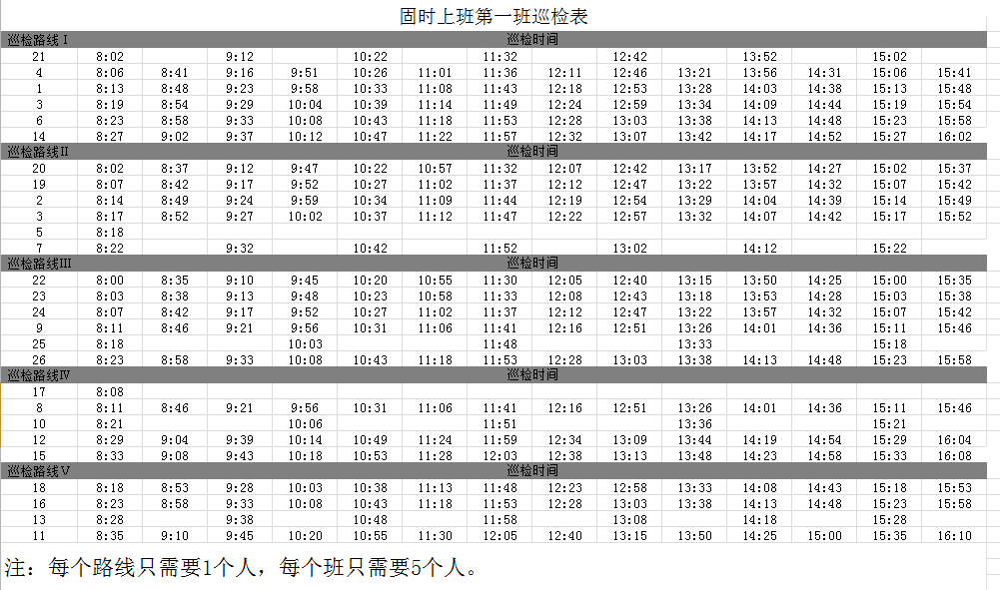 固时上班第一班巡检表
巡检路线Ⅰ 巡检时间
21 8:02 9:12 10:22 11:32 12:42 13:52 15:02
4 8:06 8:41 9:16 9:51 10:26 11:01 11:36 12:11 12:46 13:21 13:56 14:31 15:06 15:41
1 8:13 8:48 9:23 9:58 10:33 11:08 11:43 12:18 12:53 13:28 14:03 14:38 15:13 15:48
3 8:19 8:54 9:29 10:04 10:39 11:14 11:49 12:24 12:59 13:34 14:09 14:44 15:19 15:54
6 8:23 8:58 9:33 10:08 10:43 11:18 11:53 12:28 13:03 13:38 14:13 14:48 15:23 15:58
14 8:27 9:02 9:37 10:12 10:47 11:22 11:57 12:32 13:07 13:42 14:17 14:52 15:27 16:02
巡检路线Ⅱ 巡检时间
20 8:02 8:37 9:12 9:47 10:22 10:57 11:32 12:07 12:42 13:17 13:52 14:27 15:02 15:37
19 8:07 8:42 9:17 9:52 10:27 11:02 11:37 12:12 12:47 13:22 13:57 14:32 15:07 15:42
2 8:14 8:49 9:24 9:59 10:34 11:09 11:44 12:19 12:54 13:29 14:04 14:39 15:14 15:49
3 8:17 8:52 9:27 10:02 10:37 11:12 11:47 12:22 12:57 13:32 14:07 14:42 15:17 15:52
5 8:18
7 8:22 9:32 10:42 11:52 13:02 14:12 15:22
巡检路线Ⅲ 巡检时间
22 8:00 8:35 9:10 9:45 10:20 10:55 11:30 12:05 12:40 13:15 13:50 14:25 15:00 15:35
23 8:03 8:38 9:13 9:48 10:23 10:58 11:33 12:08 12:43 13:18 13:53 14:28 15:03 15:38
24 8:07 8:42 9:17 9:52 10:27 11:02 11:37 12:12 12:47 13:22 13:57 14:32 15:07 15:42
9 8:11 8:46 9:21 9:56 10:31 11:06 11:41 12:16 12:51 13:26 14:01 14:36 15:11 15:46
25 8:18 10:03 11:48 13:33 15:18
26 8:23 8:58 9:33 10:08 10:43 11:18 11:53 12:28 13:03 13:38 14:13 14:48 15:23 15:58
巡检路线Ⅳ 巡检时间
17 8:08
8 8:11 8:46 9:21 9:56 10:31 11:06 11:41 12:16 12:51 13:26 14:01 14:36 15:11 15:46
10 8:21 10:06 11:51 13:36 15:21
12 8:29 9:04 9:39 10:14 10:49 11:24 11:59 12:34 13:09 13:44 14:19 14:54 15:29 16:04
15 8:33 9:08 9:43 10:18 10:53 11:28 12:03 12:38 13:13 13:48 14:23 14:58 15:33 16:08
巡检路线Ⅴ 巡检时间
18 8:18 8:53 9:28 10:03 10:38 11:13 11:48 12:23 12:58 13:33 14:08 14:43 15:18 15:53
16 8:23 8:58 9:33 10:08 10:43 11:18 11:53 12:28 13:03 13:38 14:13 14:48 15:23 15:58
13 8:28 9:38 10:48 11:58 13:08 14:18 15:28
11 8:35 9:10 9:45 10:20 10:55 11:30 12:05 12:40 13:15 13:50 14:25 15:00 15:35 16:10
注：每个路线只需要1个人，每个班只需要5个人。